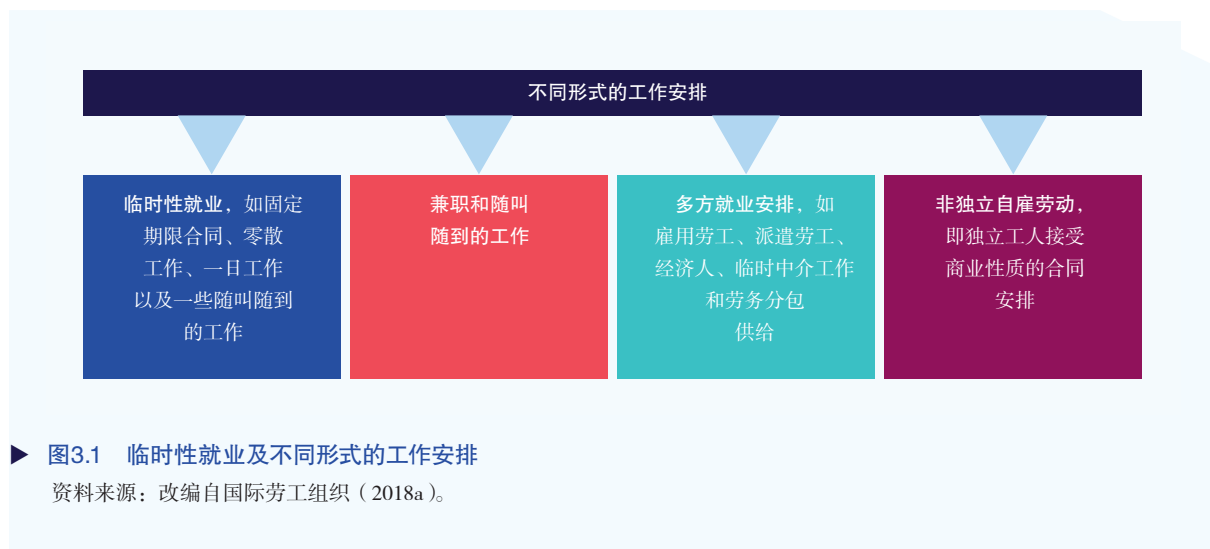 不同形式的工作安排
临时性就业，如固定
期限合同、零散
工作、一日工作
以及一些随叫随到
的工作
兼职和随叫
随到的工作
多方就业安排，如
雇用劳工、派遣劳工、
经济人、临时中介工作
和劳务分包
供给
非独立自雇劳动，
即独立工人接受
商业性质的合同
安排
图3.1 临时性就业及不同形式的工作安排
资料来源：改编自国际劳工组织（2018a）。